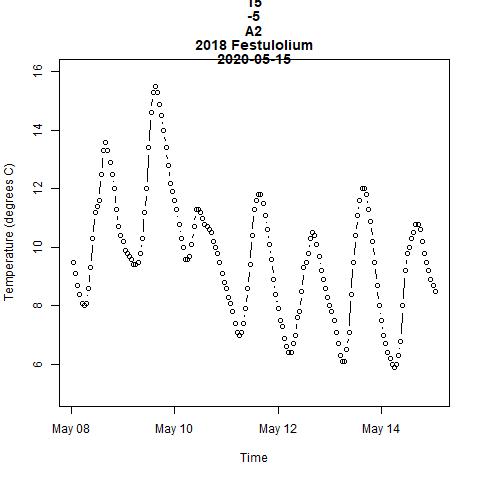 15
-5
A2
2018 Festulolium
2020-05-15
Temperature (degrees C)
16
14
12
10
8
6
May 08
May 10
May 12
May 14
Time